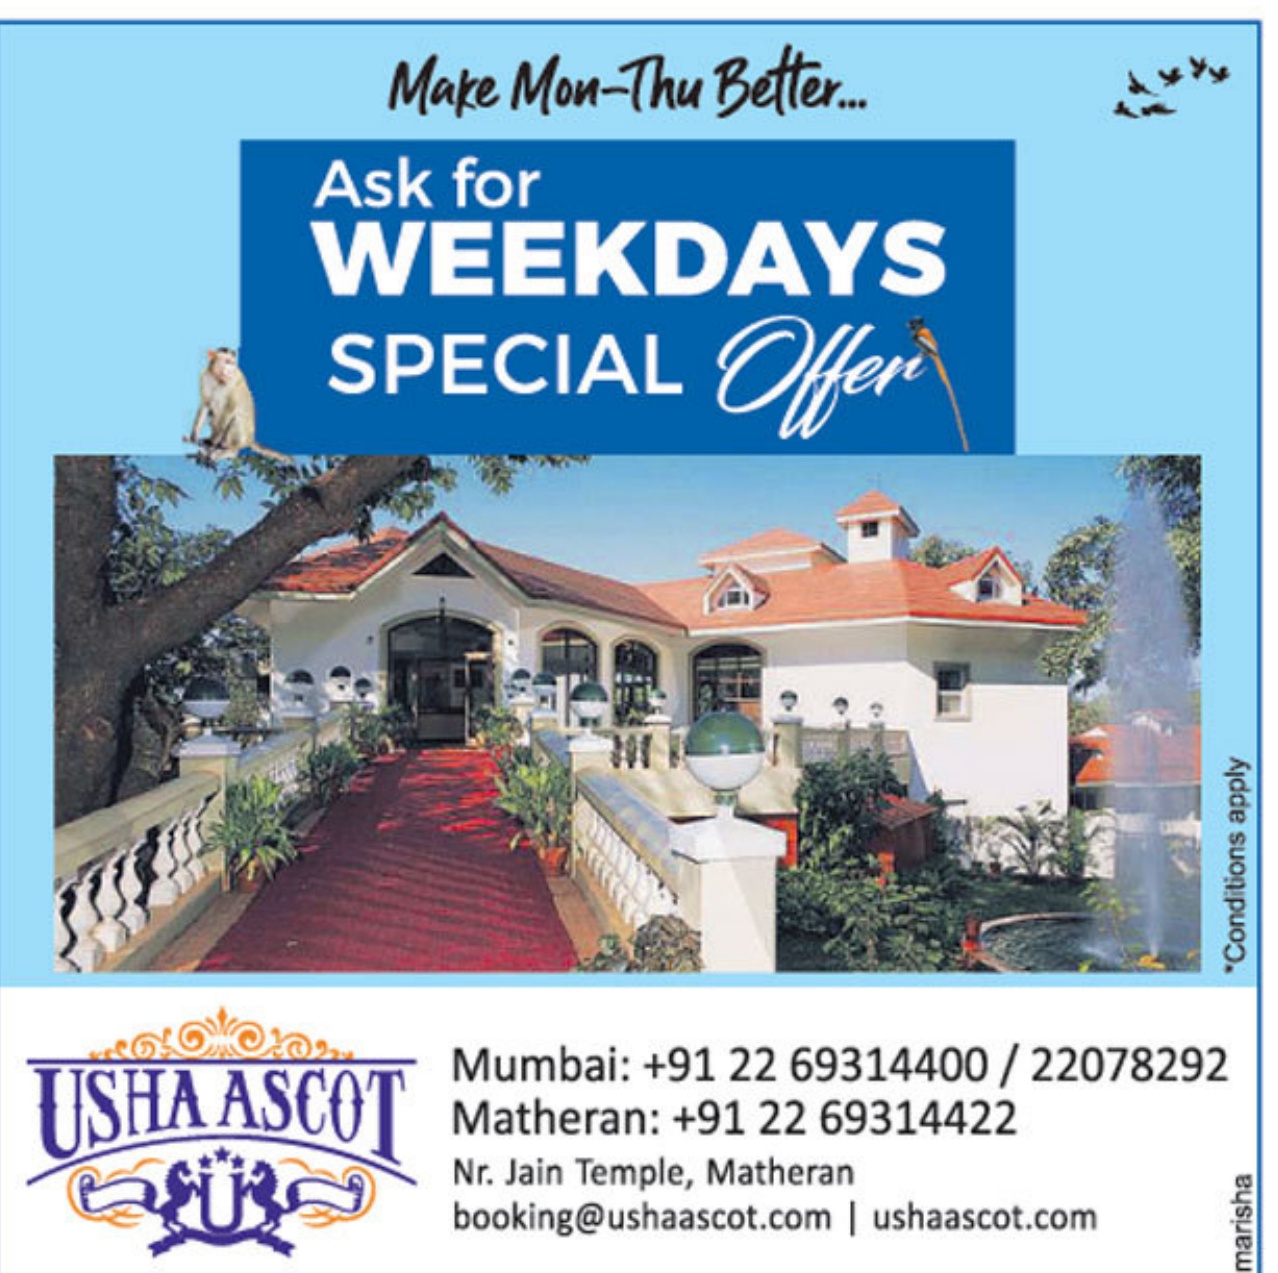 Make Mon-Thu Better...
Ask for
WEEKDAYS
SPECIAL Offer
*Conditions apply
USHA ASCOT
U
Mumbai: +91 22 69314400 / 22078292
Matheran: +91 22 69314422
Nr. Jain Temple, Matheran
booking@ushaascot.com | ushaascot.com
marisha